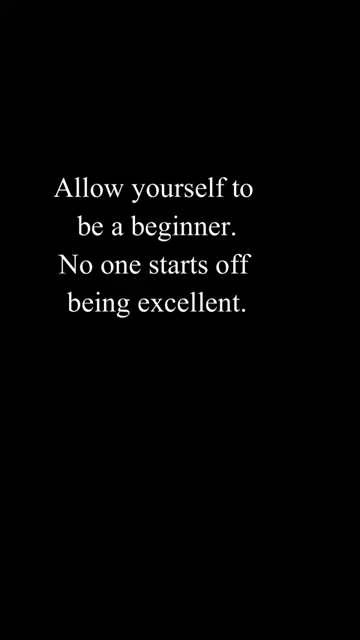 Allow yourself to
be a beginner.
No one starts off
being excellent.